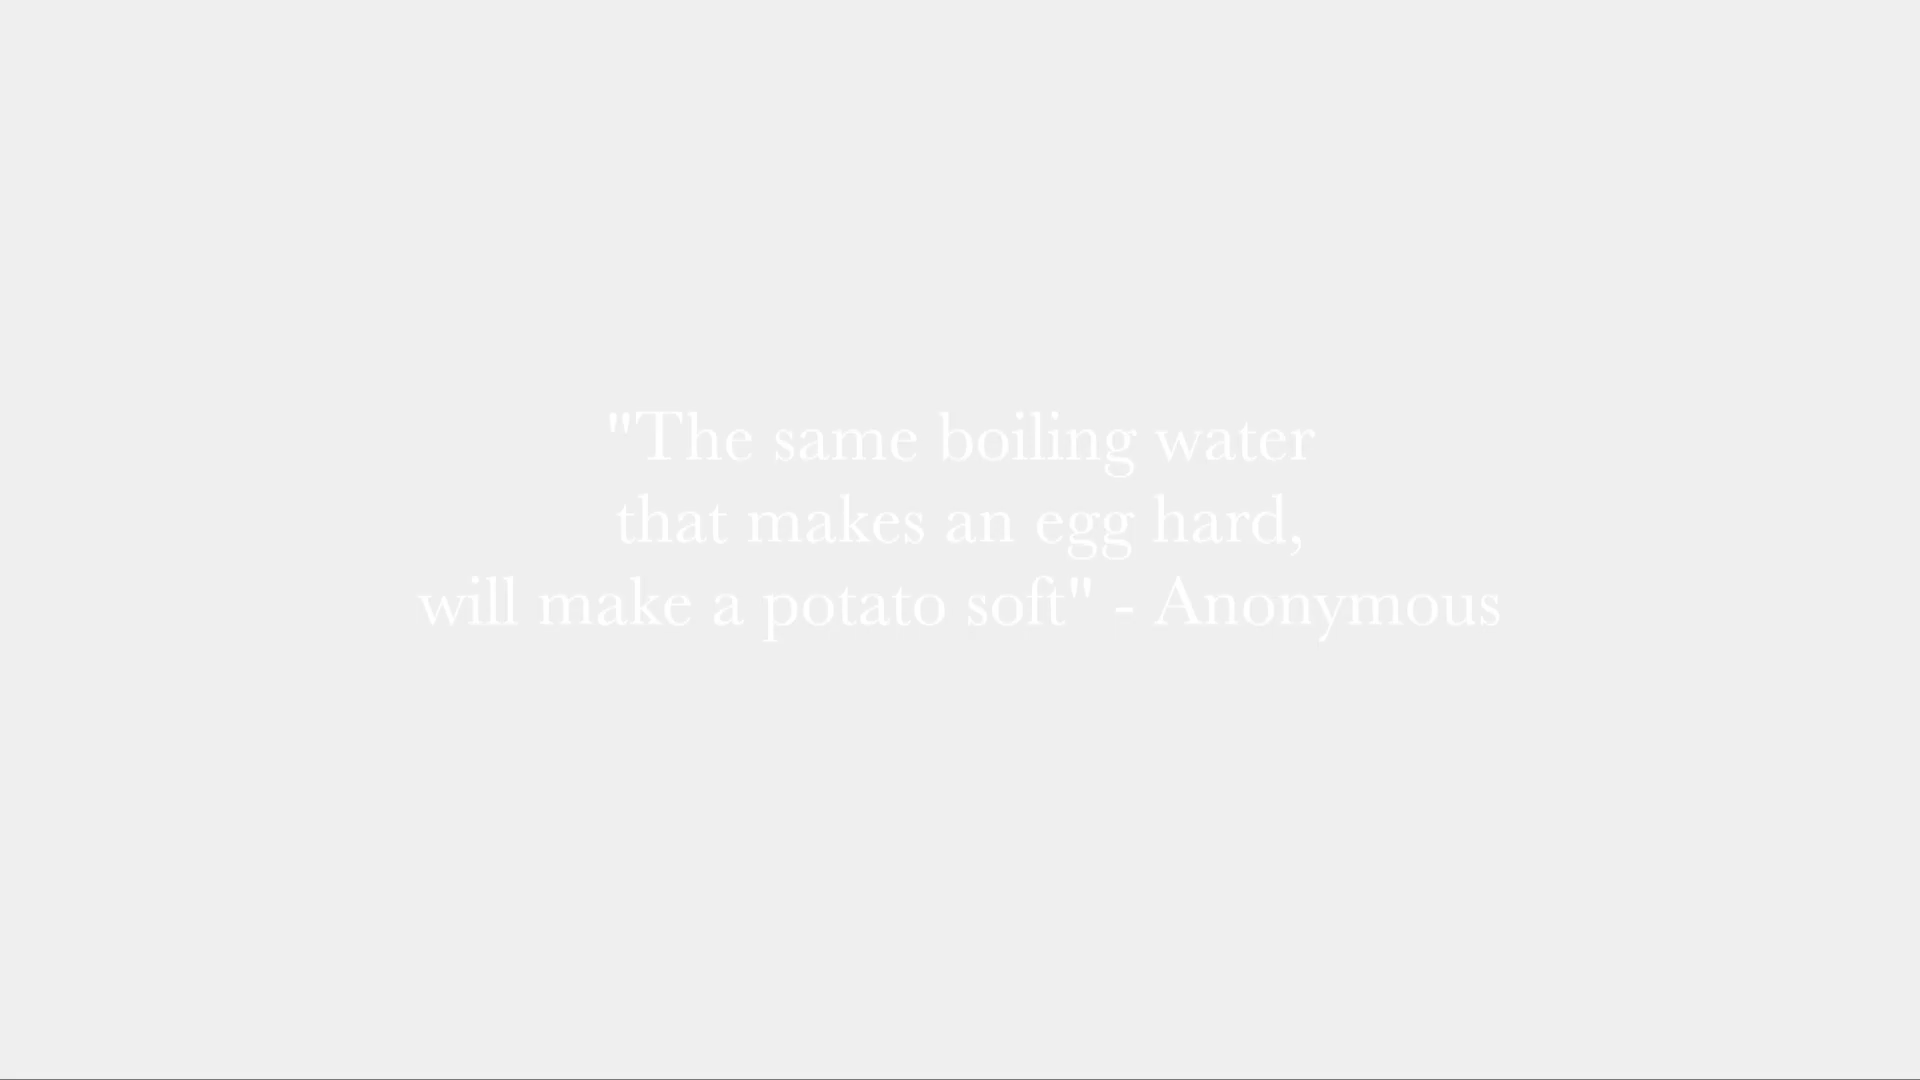 "The same boiling water
that makes an egg hard,
will make a potato soft" - Anonymous